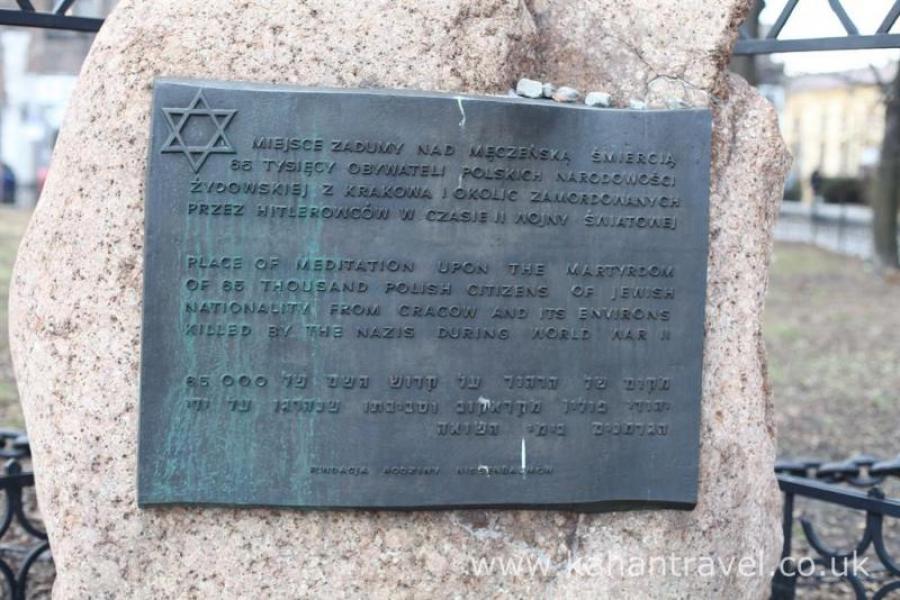 MIEJSCE ZADUMY NAD MĘCZEŃSKĄ ŚMIERCIĄ
65 TYSIĘCY OBYWATELI POLSKICH NARODOWOŚCI
ŻYDOWSKIEJ Z KRAKOWA I OKOLIC ZAMORDOWANYCH
PRZEZ HITLEROWCÓW W CZASIE II WOJNY ŚWIATOWEJ
PLACE OF MEDITATION UPON THE MARTYRDOM
OF 65 THOUSAND POLISH CITIZENS OF JEWISH
NATIONALITY FROM CRACOW AND ITS ENVIRONS
KILLED BY THE NAZIS DURING WORLD WAR II
מקום של הרהור על קדוש השם של 65 000
יהודי פולין מקראקוב וסביבתו שנהרגו על ידי
הגרמנים בימי השואה
FUNDACJA RODZINY NISSENBAUMÓW
www.kahantravel.co.uk